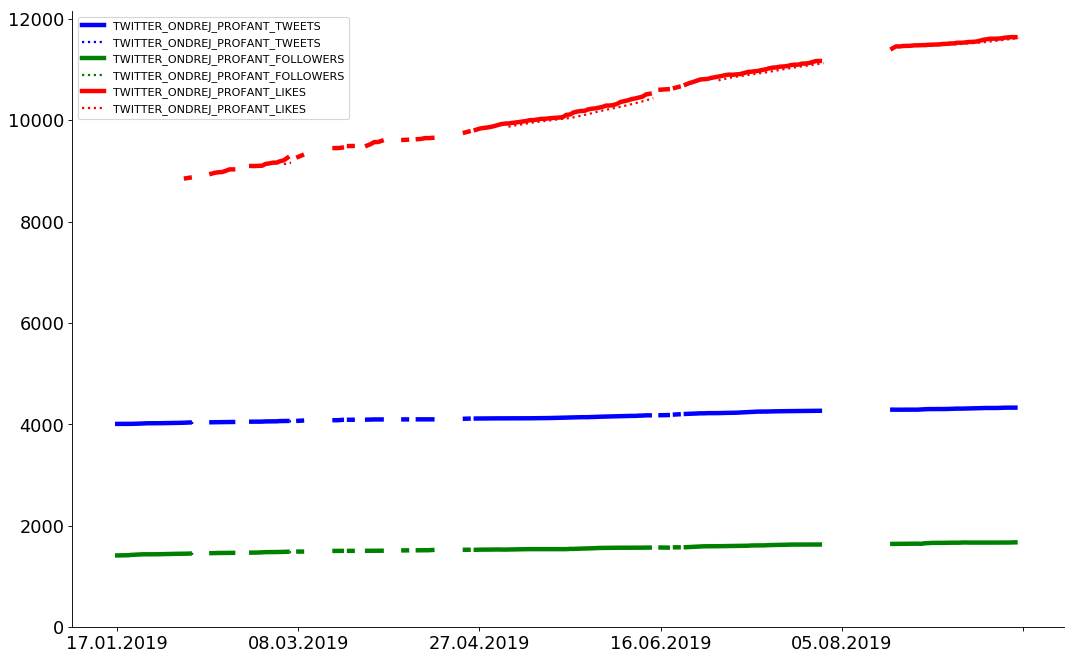 12000
10000
8000
6000
4000
2000
0
TWITTER_ONDREJ_PROFANT_TWEETS
TWITTER_ONDREJ_PROFANT_TWEETS
TWITTER_ONDREJ_PROFANT_FOLLOWERS
TWITTER_ONDREJ_PROFANT_FOLLOWERS
TWITTER_ONDREJ_PROFANT_LIKES
TWITTER_ONDREJ_PROFANT_LIKES
17.01.2019 08.03.2019 27.04.2019 16.06.2019 05.08.2019